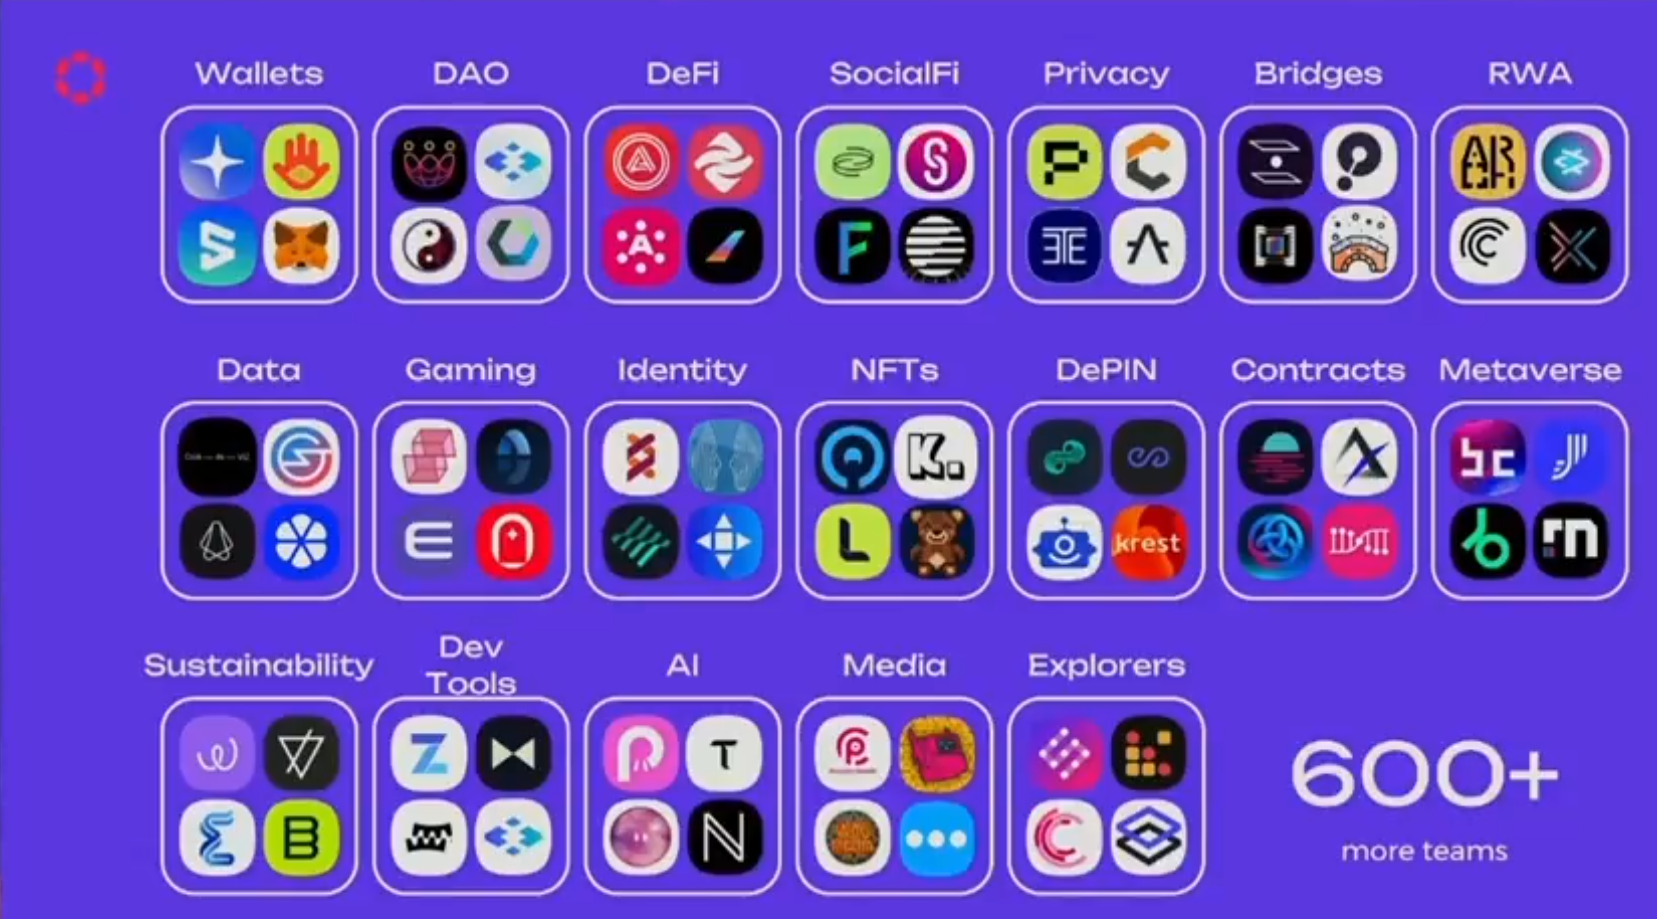 Wallets
DAO
DeFi
SocialFi
Privacy
Bridges
RWA
Data
Gaming
Identity
NFTs
DePIN
Contracts
Metaverse
K.
L
krest
bc
Sustainability
Dev
Tools
AI
Media
Explorers
600+
more teams